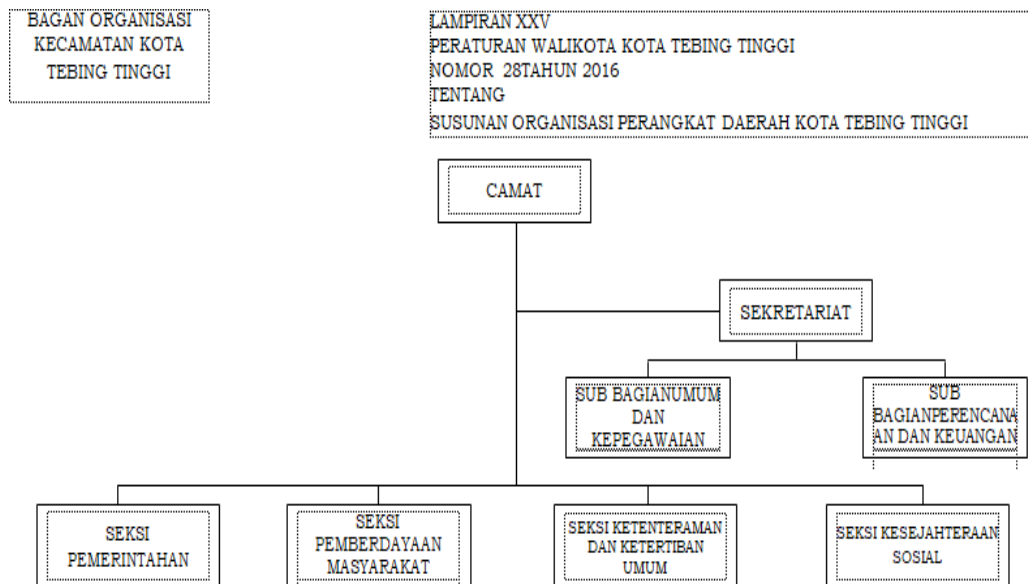 BAGAN ORGANISASI
KECAMATAN KOTA
TEBING TINGGI
LAMPIRAN XXV
PERATURAN WALIKOTA KOTA TEBING TINGGI
NOMOR 28TAHUN 2016
TENTANG
SUSUNAN ORGANISASI PERANGKAT DAERAH KOTA TEBING TINGGI
CAMAT
SEKRETARIAT
SUB BAGIANUMUM
DAN
KEPEGAWAIAN
SUB
BAGIANPERENCANA
AN DAN KEUANGAN
SEKSI
PEMERINTAHAN
SEKSI
PEMBERDAYAAN
MASYARAKAT
SEKSI KETENTERAMAN
DAN KETERTIBAN
UMUM
SEKSI KESEJAHTERAAN
SOSIAL